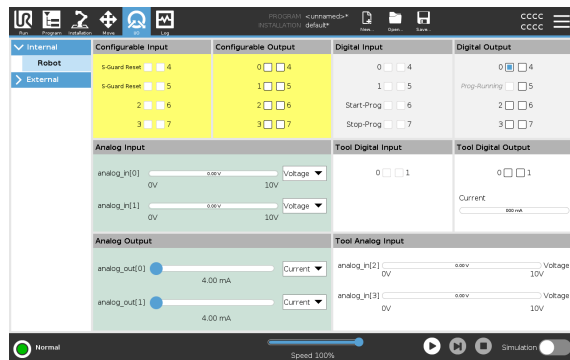 PROGRAM <unnamed>*
INSTALLATION default*
CCCC
CCCC
Run Program Installation Move I/O Log New... Open... Save...
Internal
Robot
External
Configurable Input
S-Guard Reset 4
S-Guard Reset 5
2 6
3 7
Configurable Output
0 4
1 5
2 6
3 7
Digital Input
0 4
1 5
Start-Prog 6
Stop-Prog 7
Digital Output
0 4
Prog-Running 5
2 6
3 7
Analog Input
analog_in[0] 0.00 V Voltage
0V 10V
analog_in[1] 0.00 V Voltage
0V 10V
Tool Digital Input
0 1
Tool Digital Output
0 1
Current
000 mA
Analog Output
analog_out[0] Current
4.00 mA
analog_out[1] Current
4.00 mA
Tool Analog Input
analog_in[2] 0.00 V Voltage
0V 10V
analog_in[3] 0.00 V Voltage
0V 10V
Normal
Speed 100%
Simulation